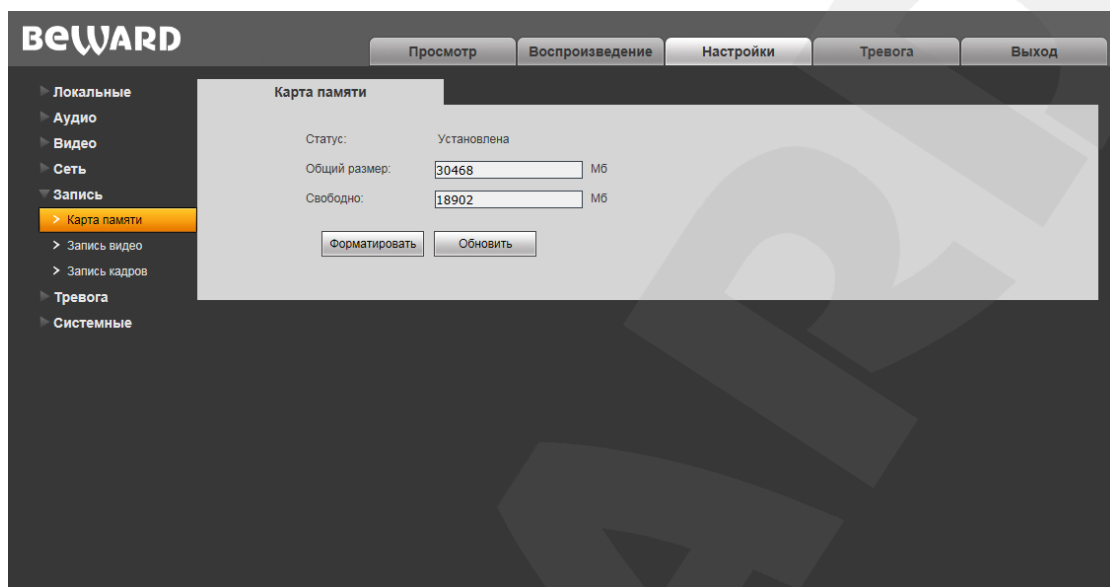 BEWARD
Просмотр Воспроизведение Настройки Тревога Выход
Локальные
Аудио
Видео
Сеть
Запись
> Карта памяти
> Запись видео
> Запись кадров
Тревога
Системные
Карта памяти
Статус: Установлена
Общий размер: 30468 Мб
Свободно: 18902 Мб
Форматировать Обновить